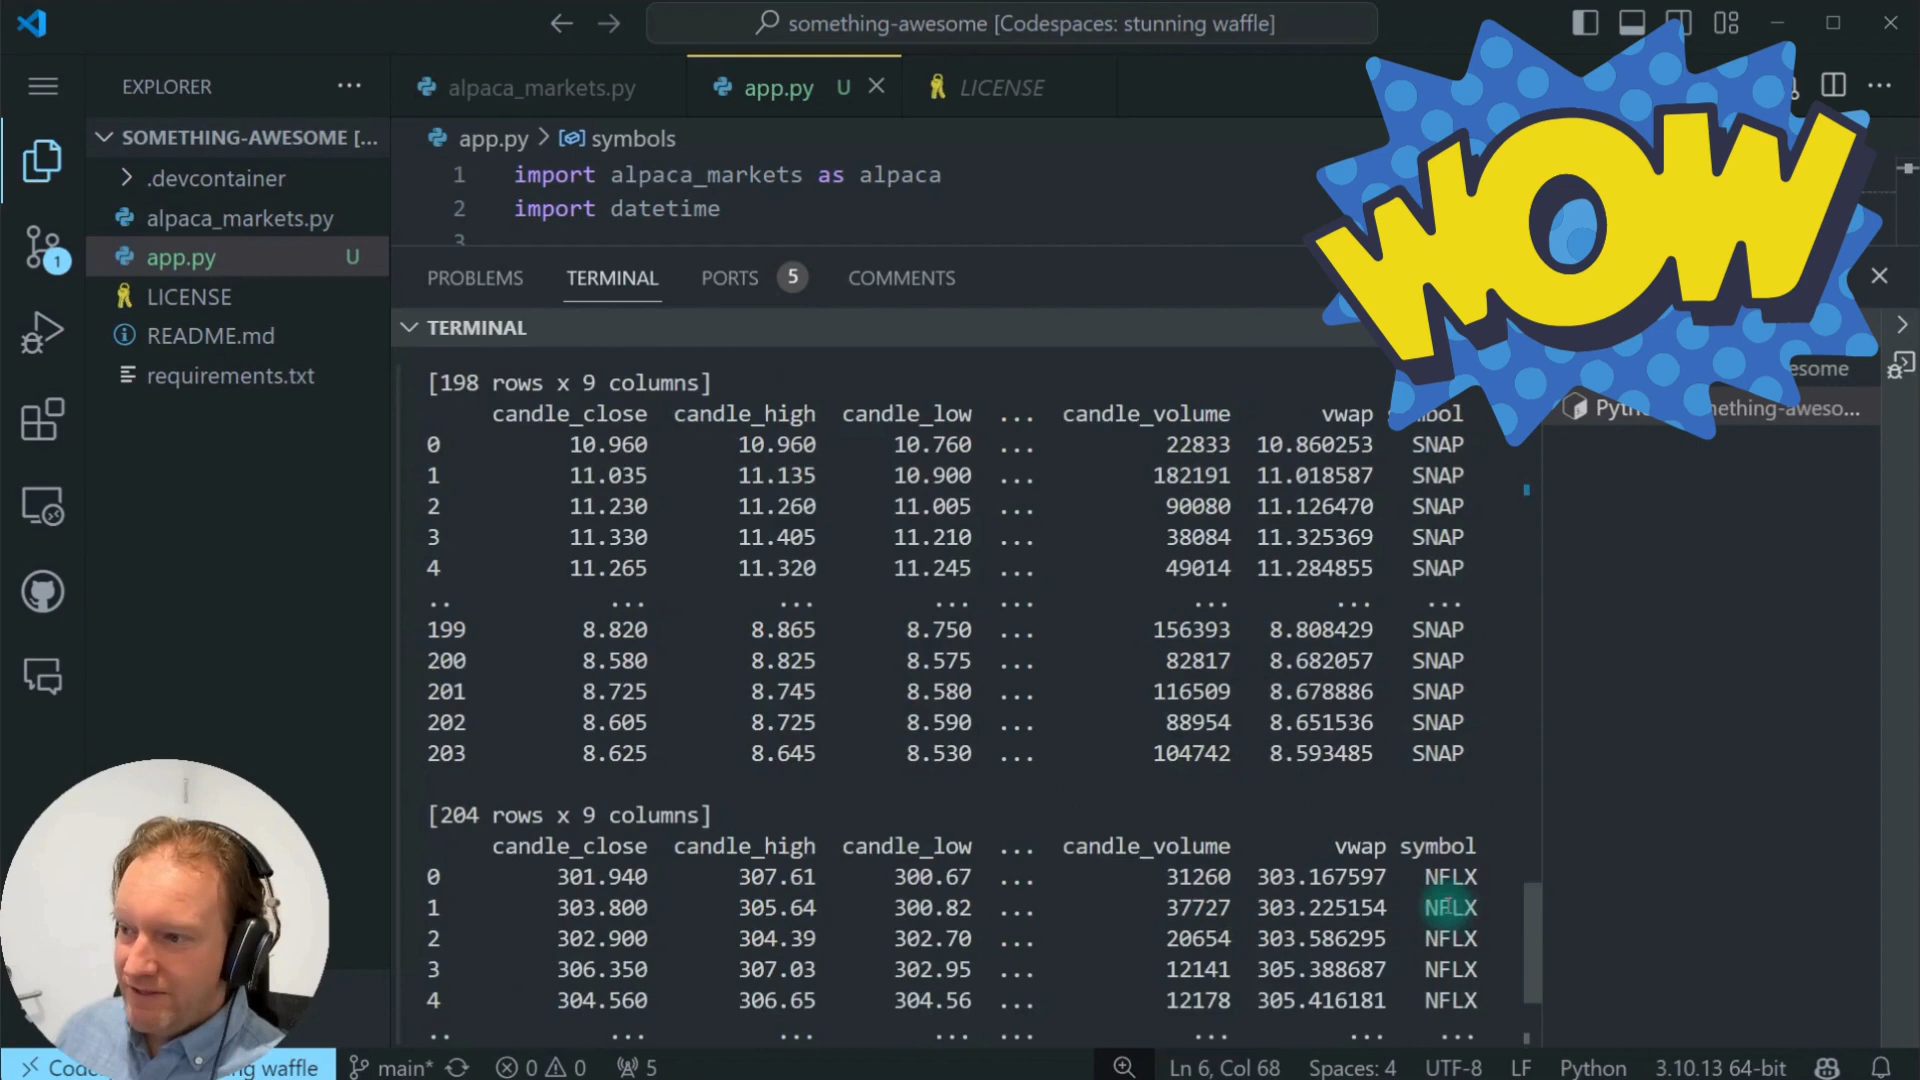 something-awesome [Codespaces: stunning waffle]
EXPLORER
alpaca_markets.py
app.py U
LICENSE
SOMETHING-AWESOME [...
.devcontainer
alpaca_markets.py
app.py U
LICENSE
README.md
requirements.txt
1
app.py > symbols
1 import alpaca_markets as alpaca
2 import datetime
3
WOW
PROBLEMS TERMINAL PORTS 5 COMMENTS
TERMINAL
[198 rows x 9 columns]
candle_close candle_high candle_low ... candle_volume vwap
0 10.960 10.960 10.760 ... 22833 10.860253 SNAP
1 11.035 11.135 10.900 ... 182191 11.018587 SNAP
2 11.230 11.260 11.005 ... 90080 11.126470 SNAP
3 11.330 11.405 11.210 ... 38084 11.325369 SNAP
4 11.265 11.320 11.245 ... 49014 11.284855 SNAP
.. ... ... ... ... ... ... ...
199 8.820 8.865 8.750 ... 156393 8.808429 SNAP
200 8.580 8.825 8.575 ... 82817 8.682057 SNAP
201 8.725 8.745 8.580 ... 116509 8.678886 SNAP
202 8.605 8.725 8.590 ... 88954 8.651536 SNAP
203 8.625 8.645 8.530 ... 104742 8.593485 SNAP
[204 rows x 9 columns]
candle_close candle_high candle_low ... candle_volume vwap symbol
0 301.940 307.61 300.67 ... 31260 303.167597 NFLX
1 303.800 305.64 300.82 ... 37727 303.225154 NFLX
2 302.900 304.39 302.70 ... 20654 303.586295 NFLX
3 306.350 307.03 302.95 ... 12141 305.388687 NFLX
4 304.560 306.65 304.56 ... 12178 305.416181 NFLX
.. ... ... ... ... ... ...
waffle main* 0 0 5 Ln 6, Col 68 Spaces: 4 UTF-8 LF Python 3.10.13 64-bit